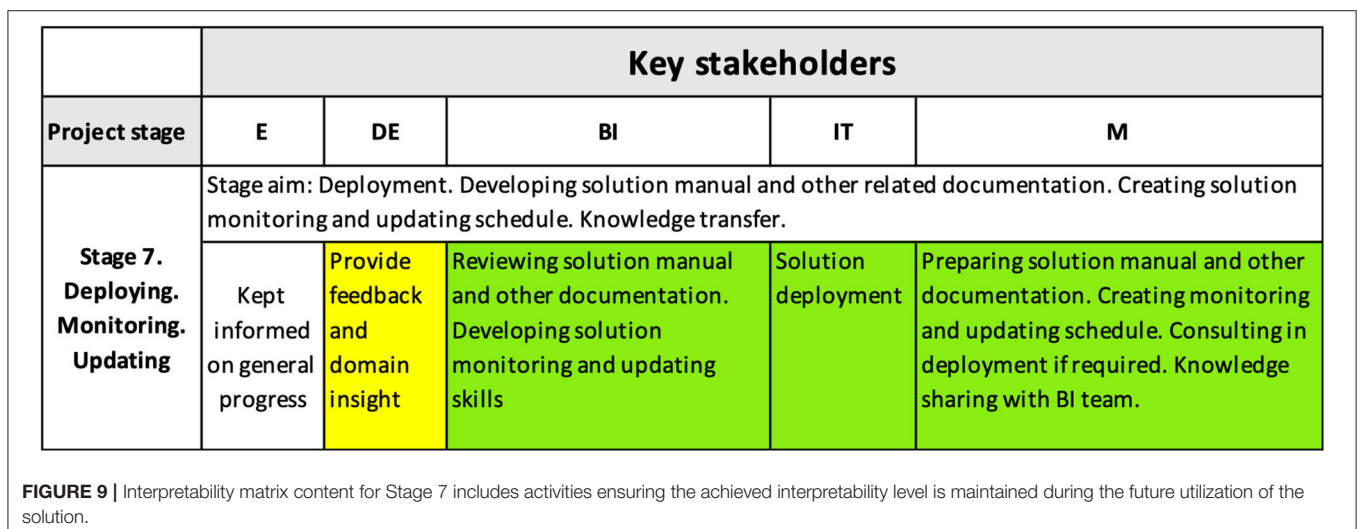 Key stakeholders
Project stage
E
DE
BI
IT
M
Stage aim: Deployment. Developing solution manual and other related documentation. Creating solution
monitoring and updating schedule. Knowledge transfer.
Stage 7.
Deploying.
Monitoring.
Updating
Kept
informed
on general
progress
Provide
feedback
and
domain
insight
Reviewing solution manual
and other documentation.
Developing solution
monitoring and updating
skills
Solution
deployment
Preparing solution manual and other
documentation. Creating monitoring
and updating schedule. Consulting in
deployment if required. Knowledge
sharing with BI team.
FIGURE 9 | Interpretability matrix content for Stage 7 includes activities ensuring the achieved interpretability level is maintained during the future utilization of the
solution.